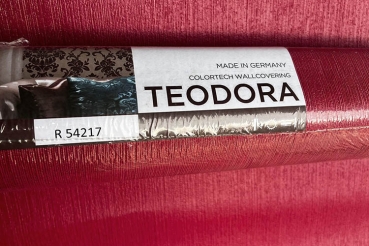 MADE IN GERMANY
COLORTECH WALLCOVERING
TEODORA
R 54217